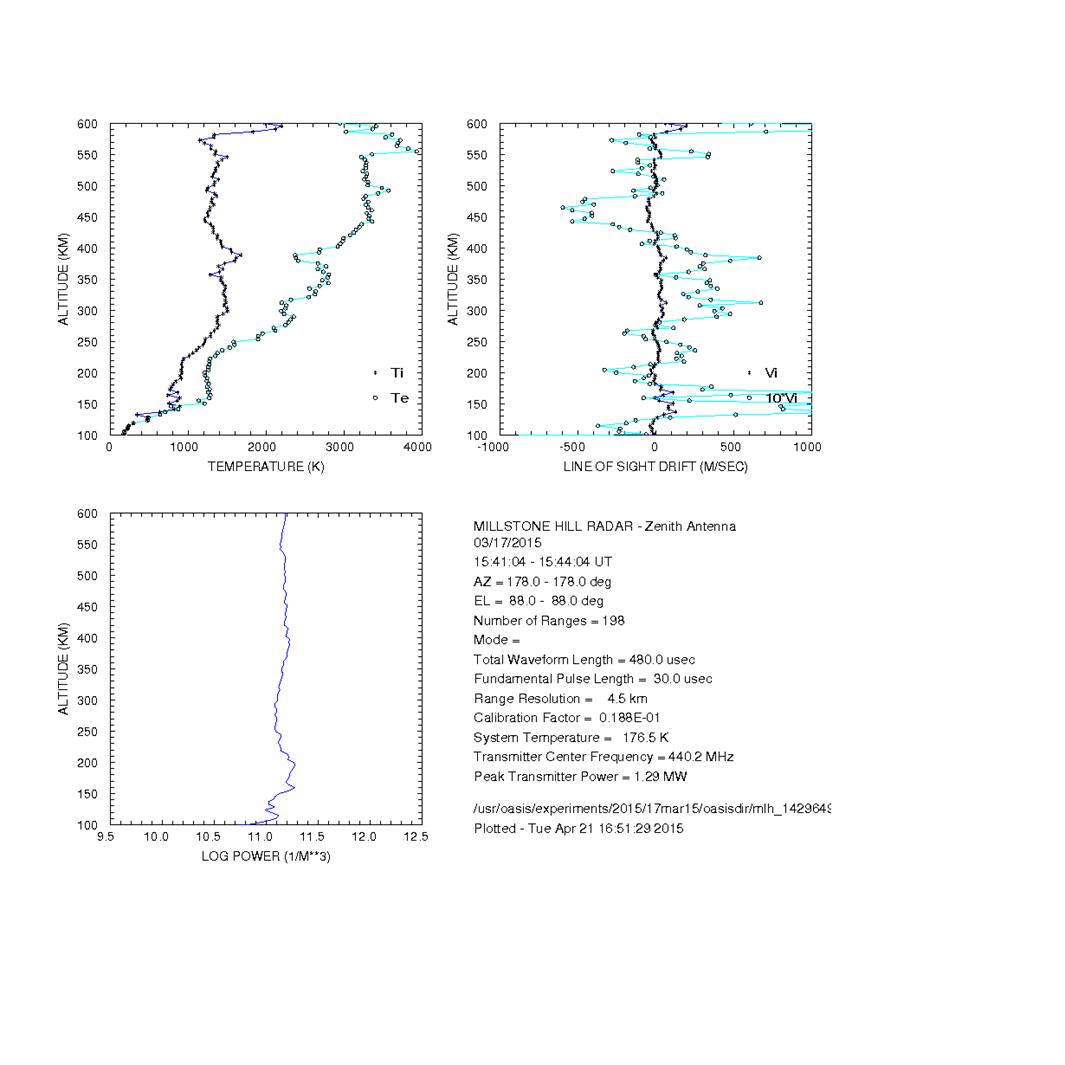 600
550
500
450
400
350
300
250
200
150
100
ALTITUDE (KM)
Ti
Te
0 1000 2000 3000 4000
TEMPERATURE (K)
600
550
500
450
400
350
300
250
200
150
100
ALTITUDE (KM)
Vi
10*Vi
-1000 -500 0 500 1000
LINE OF SIGHT DRIFT (M/SEC)
600
550
500
450
400
350
300
250
200
150
100
ALTITUDE (KM)
9.5 10.0 10.5 11.0 11.5 12.0 12.5
LOG POWER (1/M**3)
MILLSTONE HILL RADAR - Zenith Antenna
03/17/2015
15:41:04 - 15:44:04 UT
AZ = 178.0 - 178.0 deg
EL = 88.0 - 88.0 deg
Number of Ranges = 198
Mode =
Total Waveform Length = 480.0 usec
Fundamental Pulse Length = 30.0 usec
Range Resolution = 4.5 km
Calibration Factor = 0.188E-01
System Temperature = 176.5 K
Transmitter Center Frequency = 440.2 MHz
Peak Transmitter Power = 1.29 MW
/usr/oasis/experiments/2015/17mar15/oasisdir/mlh_142964
Plotted - Tue Apr 21 16:51:29 2015